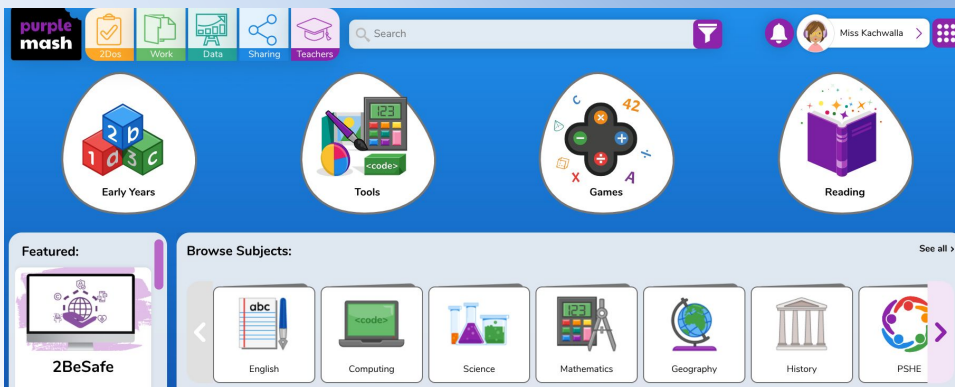 purple
mash
2Dos
Work
Data
Sharing
Teachers
Search
Miss Kachwalla
2 b
1 a 3 c
Early Years
123
<code>
Tools
C
42
A
X
Games
Reading
Featured:
2BeSafe
Browse Subjects:
See all >
abc
English
<code>
Computing
Science
123
Mathematics
Geography
History
PSHE